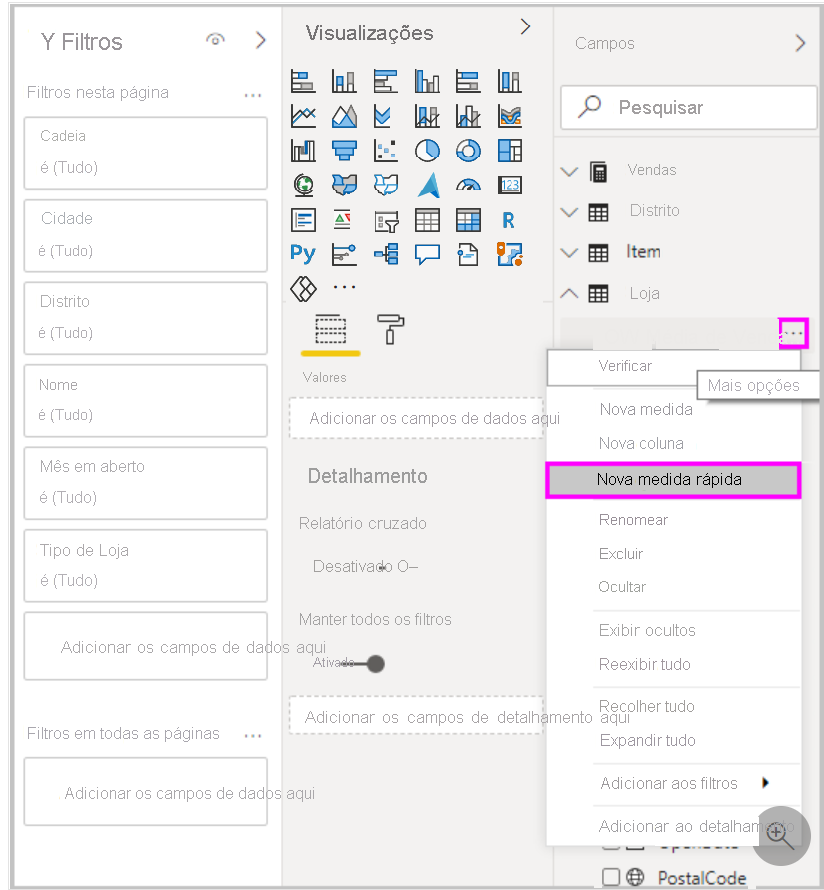 Y Filtros
Filtros nesta página
Cadeia
é (Tudo)
Cidade
é (Tudo)
Distrito
é (Tudo)
Nome
é (Tudo)
Mês em aberto
é (Tudo)
Tipo de Loja
é (Tudo)
Adicionar os campos de dados aqui
Filtros em todas as páginas
Adicionar os campos de dados aqui
Visualizações
123
R
Py
Valores
Adicionar os campos de dados aqui
Detalhamento
Relatório cruzado
Desativado
Manter todos os filtros
Ativado
Adicionar os campos de detalhamento aqui
Campos
Pesquisar
Vendas
Distrito
Item
Loja
Verificar
Mais opções
Nova medida
Nova coluna
Nova medida rápida
Renomear
Excluir
Ocultar
Exibir ocultos
Reexibir tudo
Recolher tudo
Expandir tudo
Adicionar aos filtros
Adicionar ao detalhamento
PostalCode